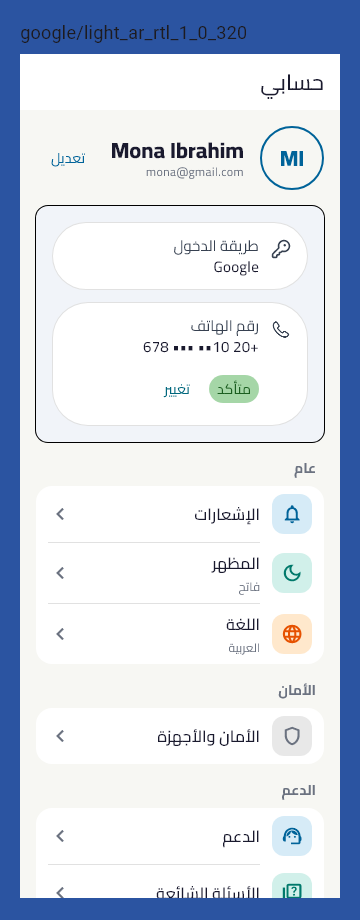 google/light_ar_rtl_1_0_320
حسابي
MI
Mona Ibrahim
تعديل
mona@gmail.com
طريقة الدخول
Google
رقم الهاتف
+20 10•• ••• 678
متأكد
تغيير
عام
الإشعارات
المظهر
فاتح
اللغة
العربية
الأمان
الأمان والأجهزة
الدعم
الدعم
الأسئلة الشائعة